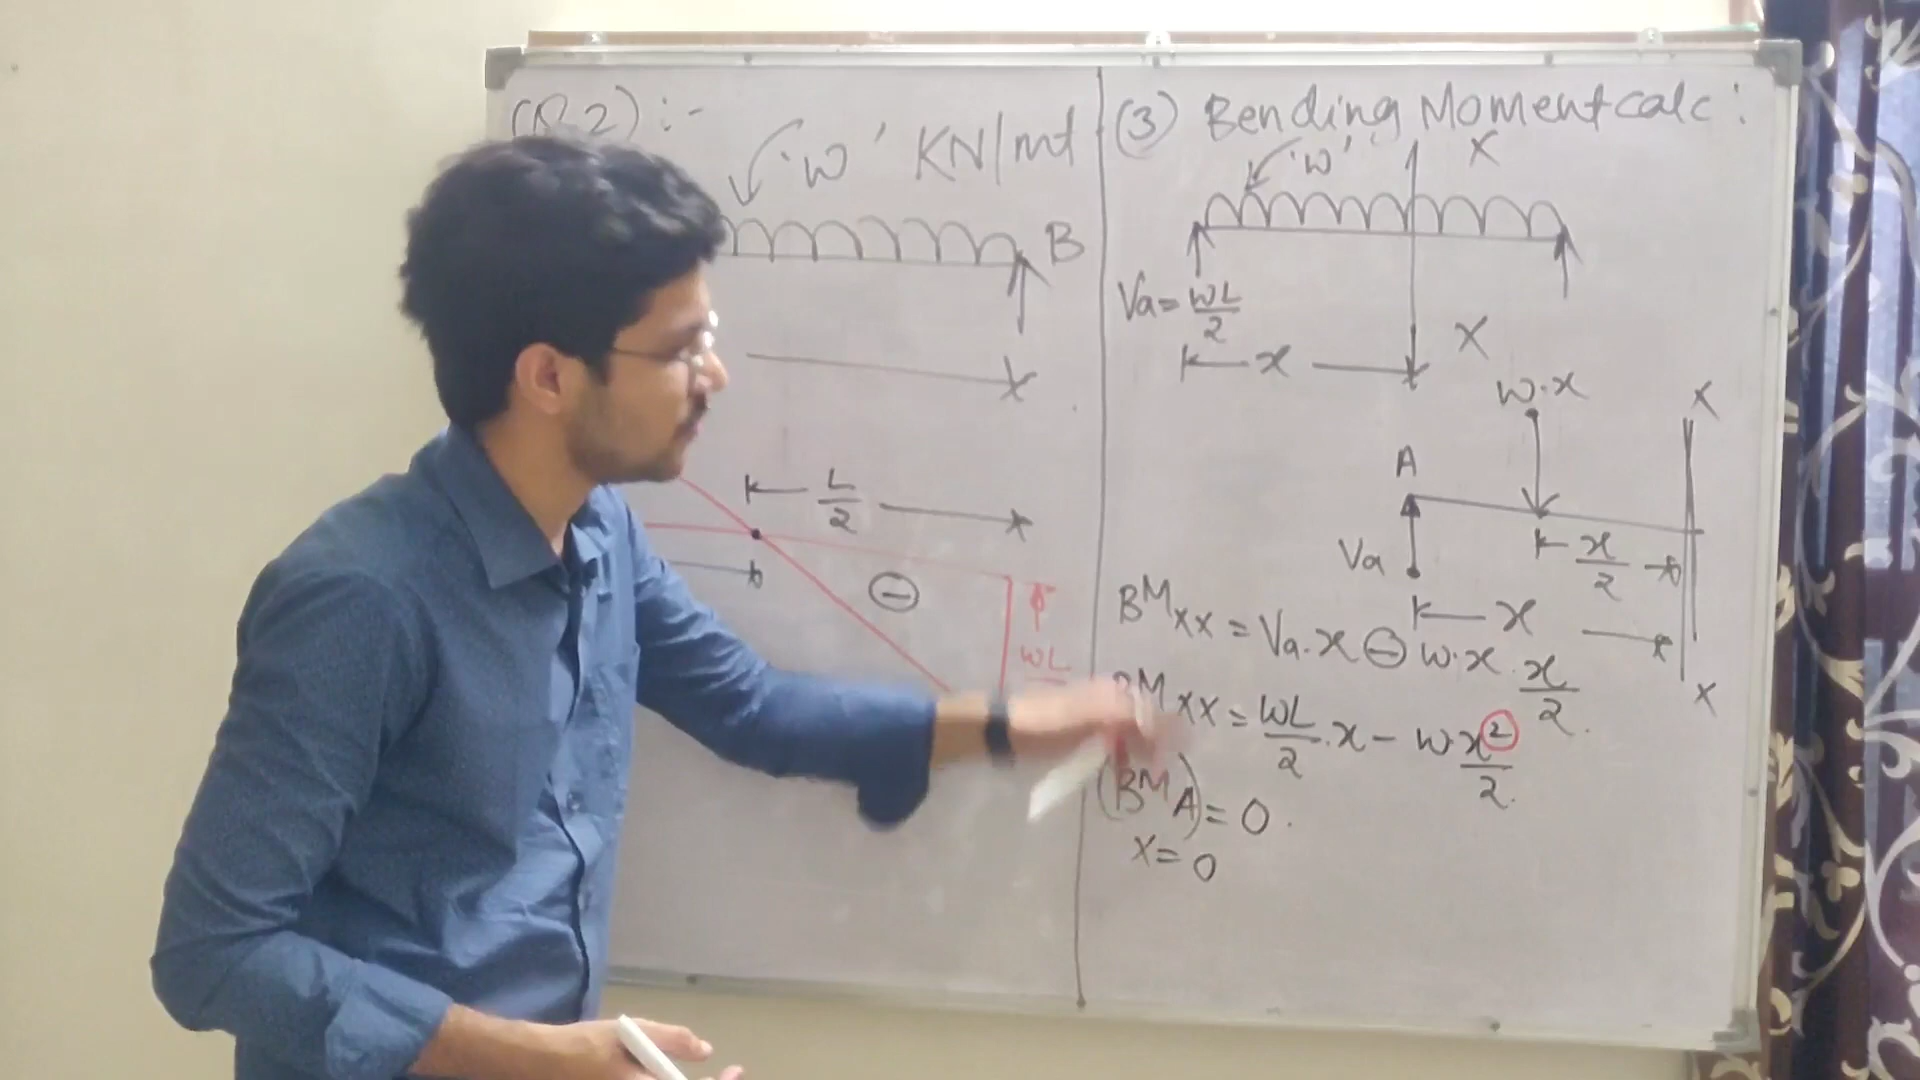 (Q.2) :-
'w' KN/mt
B
L/2
⊖
WL
(3) Bending Moment calc :
'w'
X
Va = WL/2
x
X
w.x
X
A
Va
x/2
x
X
BMxx = Va.x ⊖ w.x.x/2.
BMxx = WL/2 .x - w.x²/2.
(BMA) = 0.
x = 0